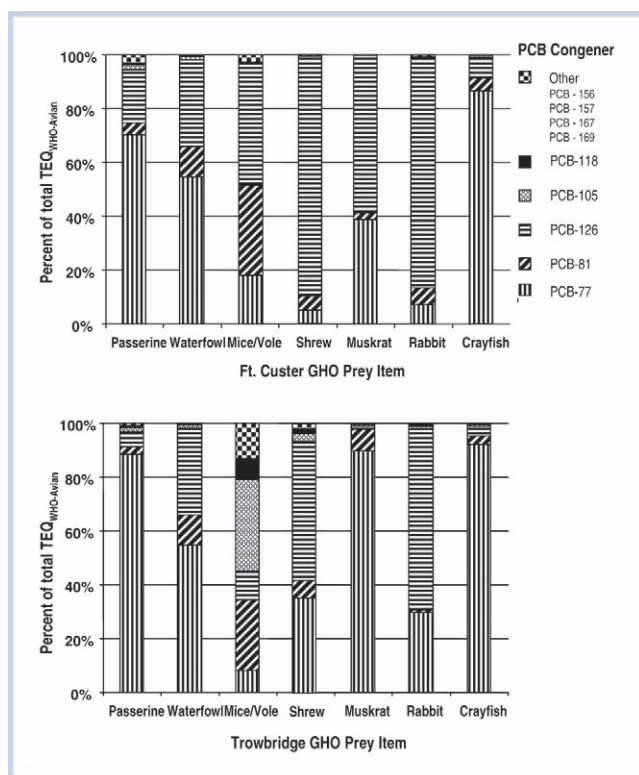 100%
80%
60%
40%
20%
0%
Percent of total TEQWHO-Avian
Passerine Waterfowl Mice/Vole Shrew Muskrat Rabbit Crayfish
Ft. Custer GHO Prey Item
PCB Congener
Other
PCB - 156
PCB - 157
PCB - 167
PCB - 169
PCB-118
PCB-105
PCB-126
PCB-81
PCB-77
100%
80%
60%
40%
20%
0%
Percent of total TEQWHO-Avian
Passerine Waterfowl Mice/Vole Shrew Muskrat Rabbit Crayfish
Trowbridge GHO Prey Item